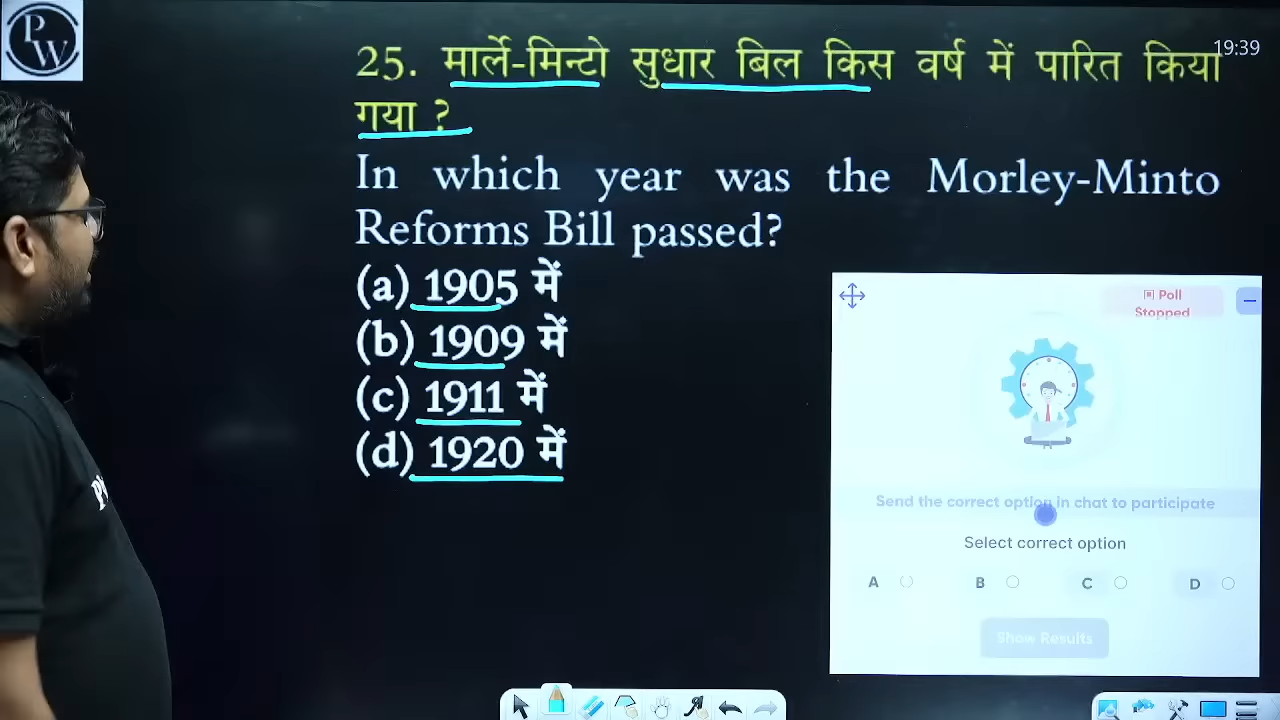 PW
19:39
25. मार्ले-मिन्टो सुधार बिल किस वर्ष में पारित किया
गया ?
In which year was the Morley-Minto
Reforms Bill passed?
(a) 1905 में
(b) 1909 में
(c) 1911 में
(d) 1920 में
Poll
Stopped
Send the correct option in chat to participate
Select correct option
A B C D
Show Results